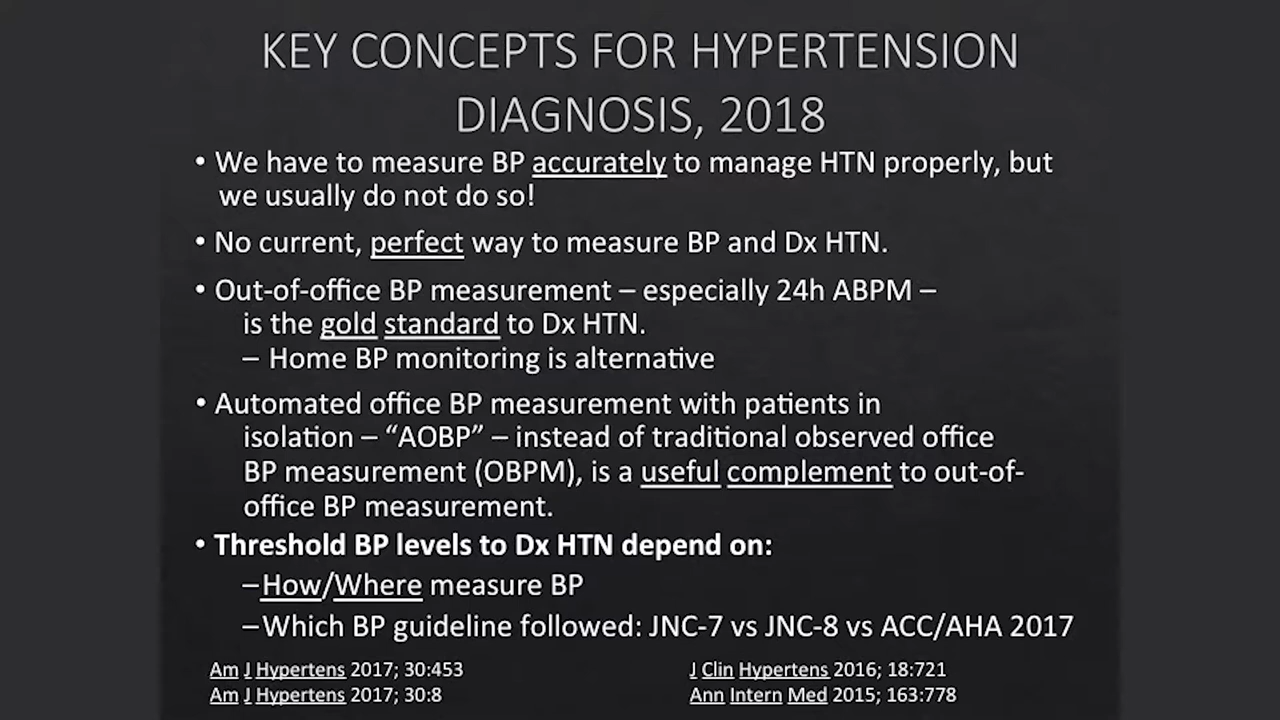 KEY CONCEPTS FOR HYPERTENSION
DIAGNOSIS, 2018
• We have to measure BP accurately to manage HTN properly, but
we usually do not do so!
• No current, perfect way to measure BP and Dx HTN.
• Out-of-office BP measurement – especially 24h ABPM –
is the gold standard to Dx HTN.
– Home BP monitoring is alternative
• Automated office BP measurement with patients in
isolation – “AOBP” – instead of traditional observed office
BP measurement (OBPM), is a useful complement to out-of-
office BP measurement.
• Threshold BP levels to Dx HTN depend on:
–How/Where measure BP
–Which BP guideline followed: JNC-7 vs JNC-8 vs ACC/AHA 2017
Am J Hypertens 2017; 30:453
Am J Hypertens 2017; 30:8
J Clin Hypertens 2016; 18:721
Ann Intern Med 2015; 163:778